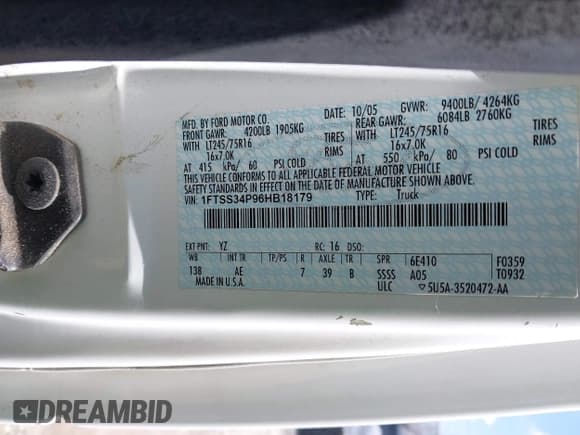 MFD. BY FORD MOTOR CO.
10/05 GVWR: 9400LB/ 4264KG
FRONT GAWR: 4200LB 1905KG
REAR GAWR: 6084LB 2760KG
WITH LT245/75R16 TIRES
WITH LT245/75R16 TIRES
16x7.0K RIMS
16x7.0K RIMS
AT 415 kPa/ 60 PSI COLD
AT 550 kPa/ 80 PSI COLD
THIS VEHICLE CONFORMS TO ALL APPLICABLE FEDERAL MOTOR VEHICLE
SAFETY STANDARDS IN EFFECT ON THE DATE OF MANUFACTURE SHOWN ABOVE.
VIN: 1FTSS34P96HB18179
TYPE: Truck
EXT PNT: YZ RC: 16 DSO:
WB INT TR TP/PS R AXLE TR SPR 6E410 F0359
138 AE 7 39 B SSSS A05 T0932
MADE IN U.S.A. ULC ▽5U5A-3520472-AA
DREAMBID